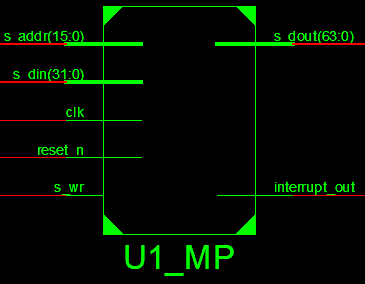 s_addr(15:0)
s_dout(63:0)
s_din(31:0)
clk
reset_n
s_wr
interrupt_out
U1_MP